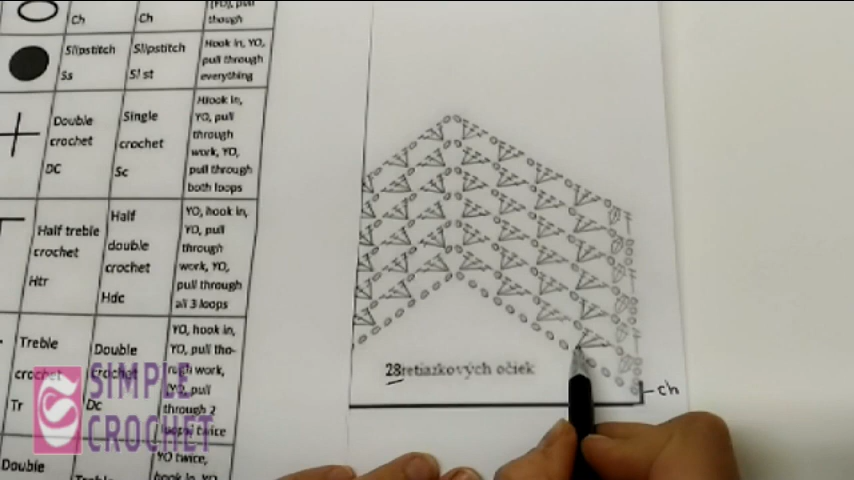 Ch
Ch
(YO), pull
though
Slipstitch
Ss
Slipstitch
Sl st
Hook in, YO,
pull through
everything
Double
crochet
DC
Single
crochet
Sc
Hook in,
YO, pull
through
work, YO,
pull through
both loops
Half treble
crochet
Htr
Half
double
crochet
Hdc
YO, hook in,
YO, pull
through
work, YO,
pull through
all 3 loops
Treble
crochet
Tr
Double
crochet
Dc
YO, hook in,
YO, pull tho-
rugh work,
(YO, pull
through 2
loops) twice
Double
YO twice,
hook in, YO
28retiazkových očiek
ch
SIMPLE
CROCHET